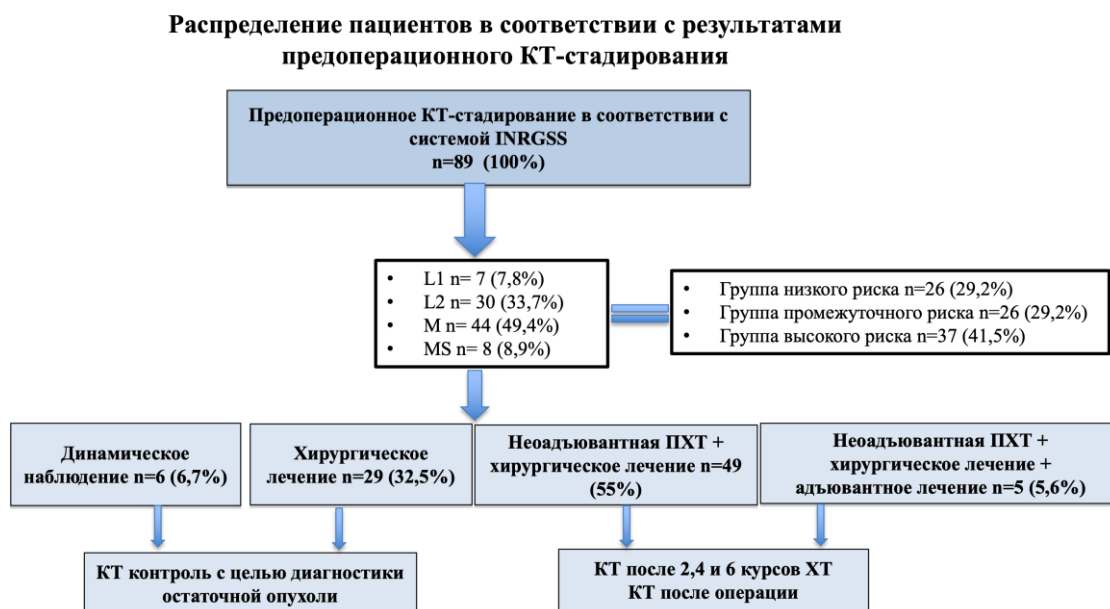 Распределение пациентов в соответствии с результатами
предоперационного КТ-стадирования
Предоперационное КТ-стадирование в соответствии с
системой INRGSS
n=89 (100%)
• L1 n= 7 (7,8%)
• L2 n= 30 (33,7%)
• M n= 44 (49,4%)
• MS n= 8 (8,9%)
• Группа низкого риска n=26 (29,2%)
• Группа промежуточного риска n=26 (29,2%)
• Группа высокого риска n=37 (41,5%)
Динамическое
наблюдение n=6 (6,7%)
Хирургическое
лечение n=29 (32,5%)
Неоадъювантная ПХТ +
хирургическое лечение n=49
(55%)
Неоадъювантная ПХТ +
хирургическое лечение +
адъювантное лечение n=5 (5,6%)
КТ контроль с целью диагностики
остаточной опухоли
КТ после 2,4 и 6 курсов ХТ
КТ после операции